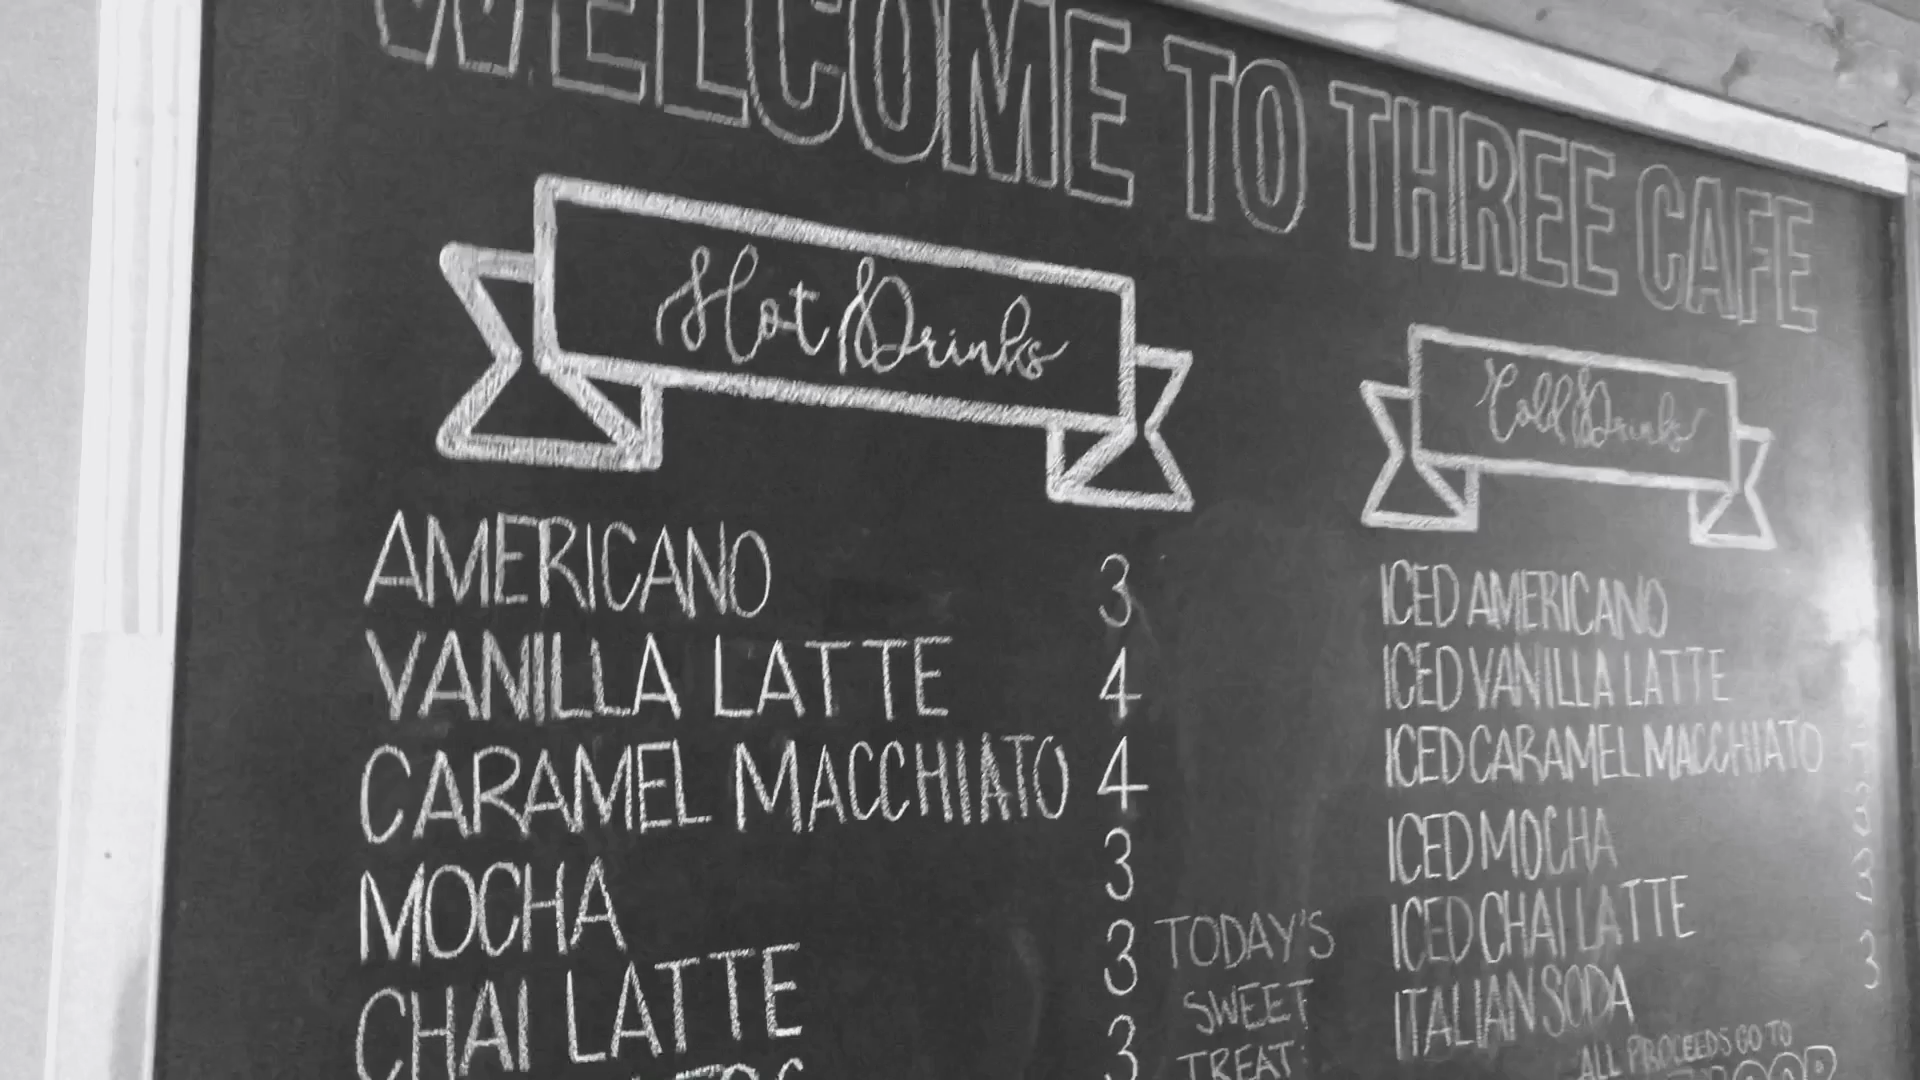 WELCOME TO THREE CAFE
Hot Drinks
AMERICANO 3
VANILLA LATTE 4
CARAMEL MACCHIATO 4
MOCHA 3
CHAI LATTE 3
3
TODAY'S
SWEET
TREAT:
Cold Drinks
ICED AMERICANO
ICED VANILLA LATTE
ICED CARAMEL MACCHIATO
ICED MOCHA
ICED CHAI LATTE
ITALIAN SODA 3
ALL PROCEEDS GO TO